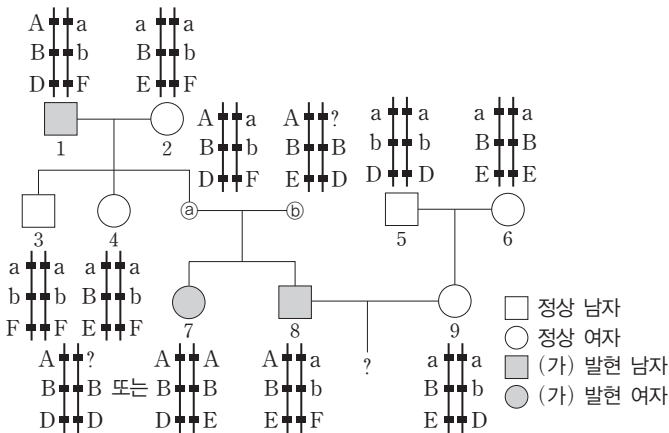 A a a a
B b B b
D F E F
1 2
A a A ?
B b B B
D F E D
a a a a
b b B B
D D E E
3 4 ⓐ ⓑ 5 6
a a a a
b b B b
F F E F
7 8 ? 9
A ? 또는 A A A a a a
B B B B B b B b
D D D E E F E D
정상 남자
정상 여자
(가) 발현 남자
(가) 발현 여자